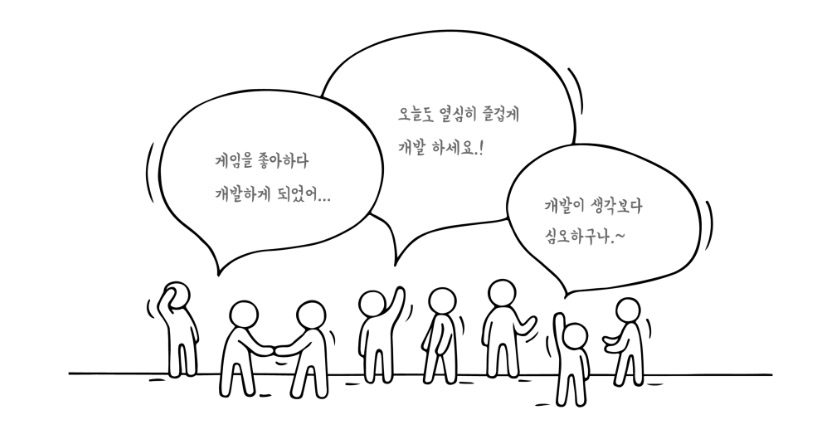 오늘도 열심히 즐겁게
개발 하세요.!
게임을 좋아하다
개발하게 되었어...
개발이 생각보다
심오하구나.~